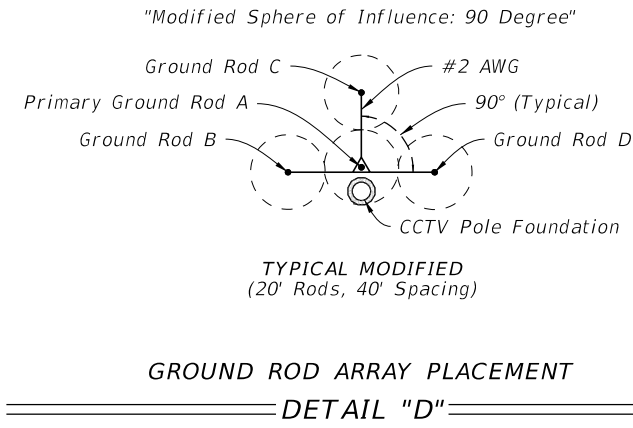 "Modified Sphere of Influence: 90 Degree"
Ground Rod C
#2 AWG
Primary Ground Rod A
90° (Typical)
Ground Rod B
Ground Rod D
CCTV Pole Foundation
TYPICAL MODIFIED
(20' Rods, 40' Spacing)
GROUND ROD ARRAY PLACEMENT
DETAIL "D"